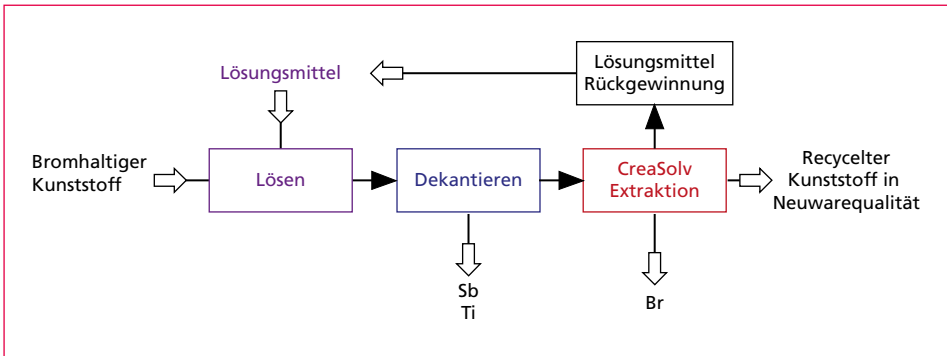 Lösungsmittel
Lösungsmittel
Rückgewinnung
Bromhaltiger
Kunststoff
Lösen
Dekantieren
CreaSolv
Extraktion
Recycelter
Kunststoff in
Neuwarequalität
Sb
Ti
Br